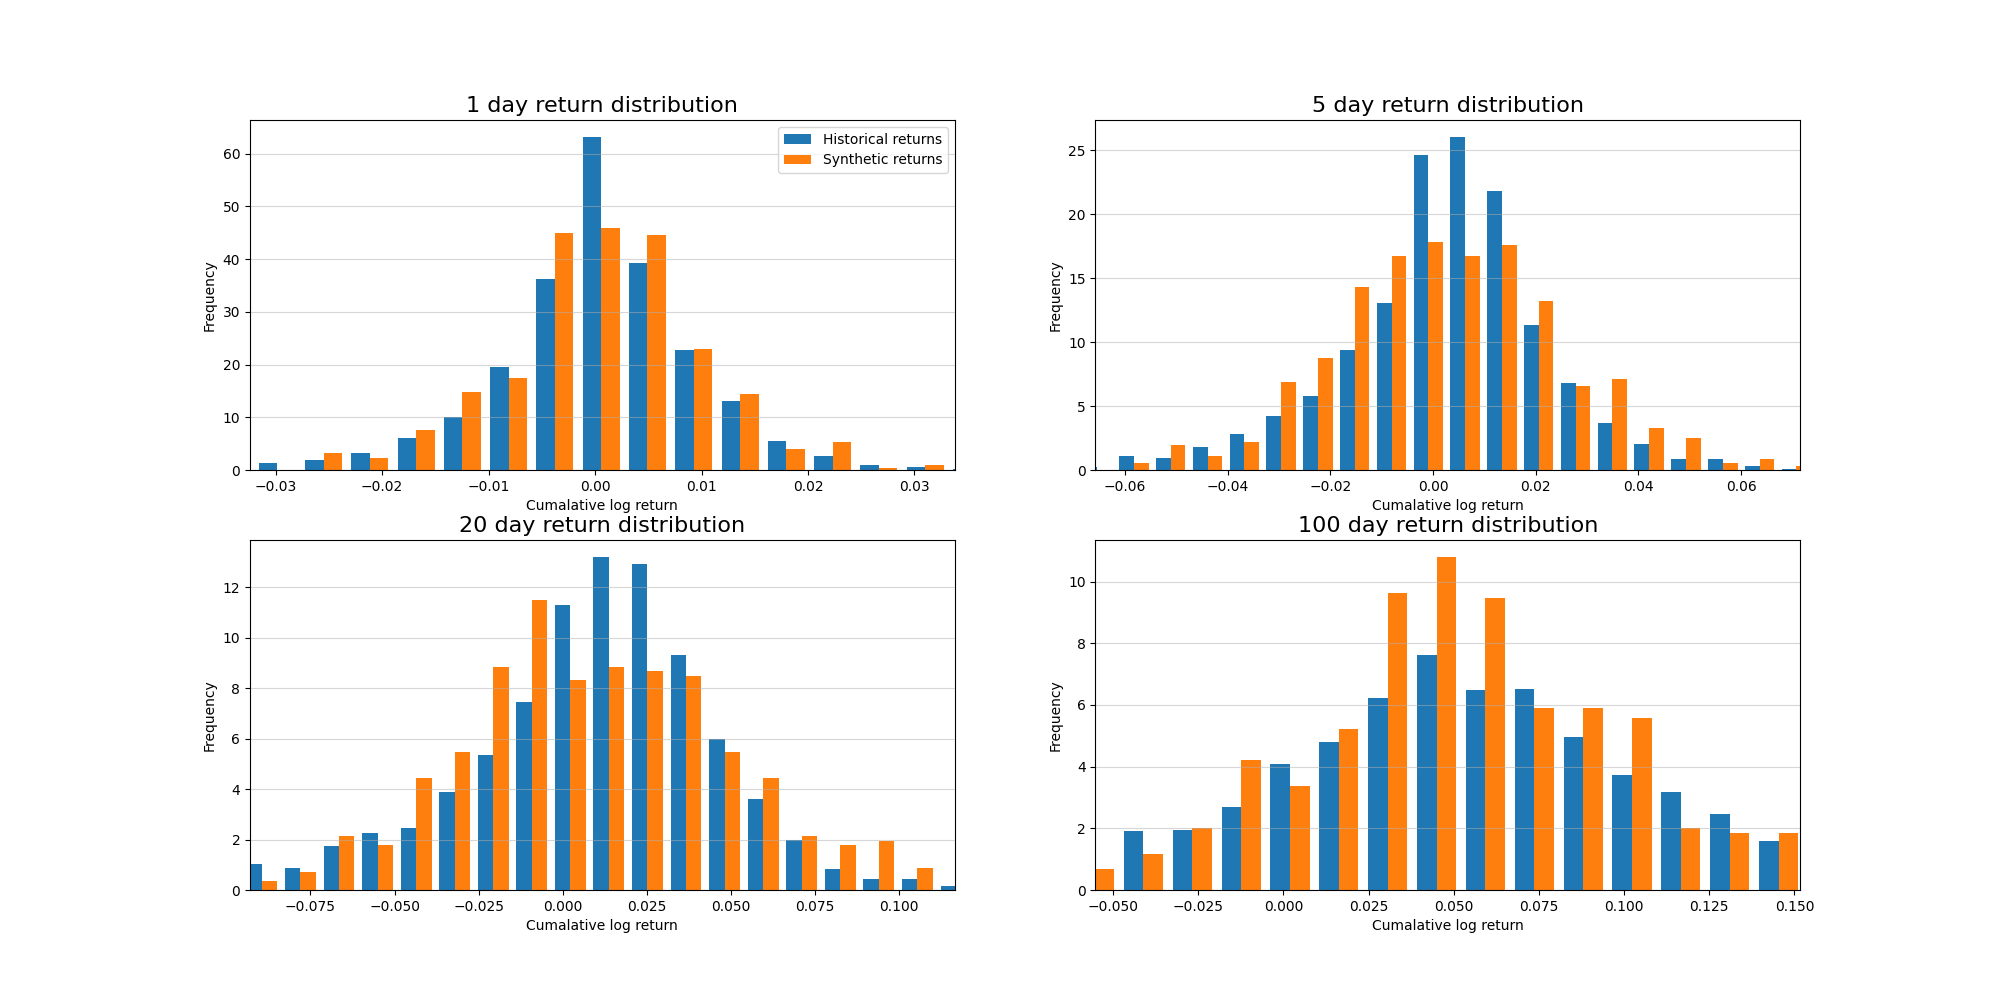 1 day return distribution
Historical returns
Synthetic returns
60
50
40
30
20
10
0
Frequency
−0.03 −0.02 −0.01 0.00 0.01 0.02 0.03
Cumalative log return
5 day return distribution
25
20
15
10
5
0
Frequency
−0.06 −0.04 −0.02 0.00 0.02 0.04 0.06
Cumalative log return
20 day return distribution
12
10
8
6
4
2
0
Frequency
−0.075 −0.050 −0.025 0.000 0.025 0.050 0.075 0.100
Cumalative log return
100 day return distribution
10
8
6
4
2
0
Frequency
−0.050 −0.025 0.000 0.025 0.050 0.075 0.100 0.125 0.150
Cumalative log return